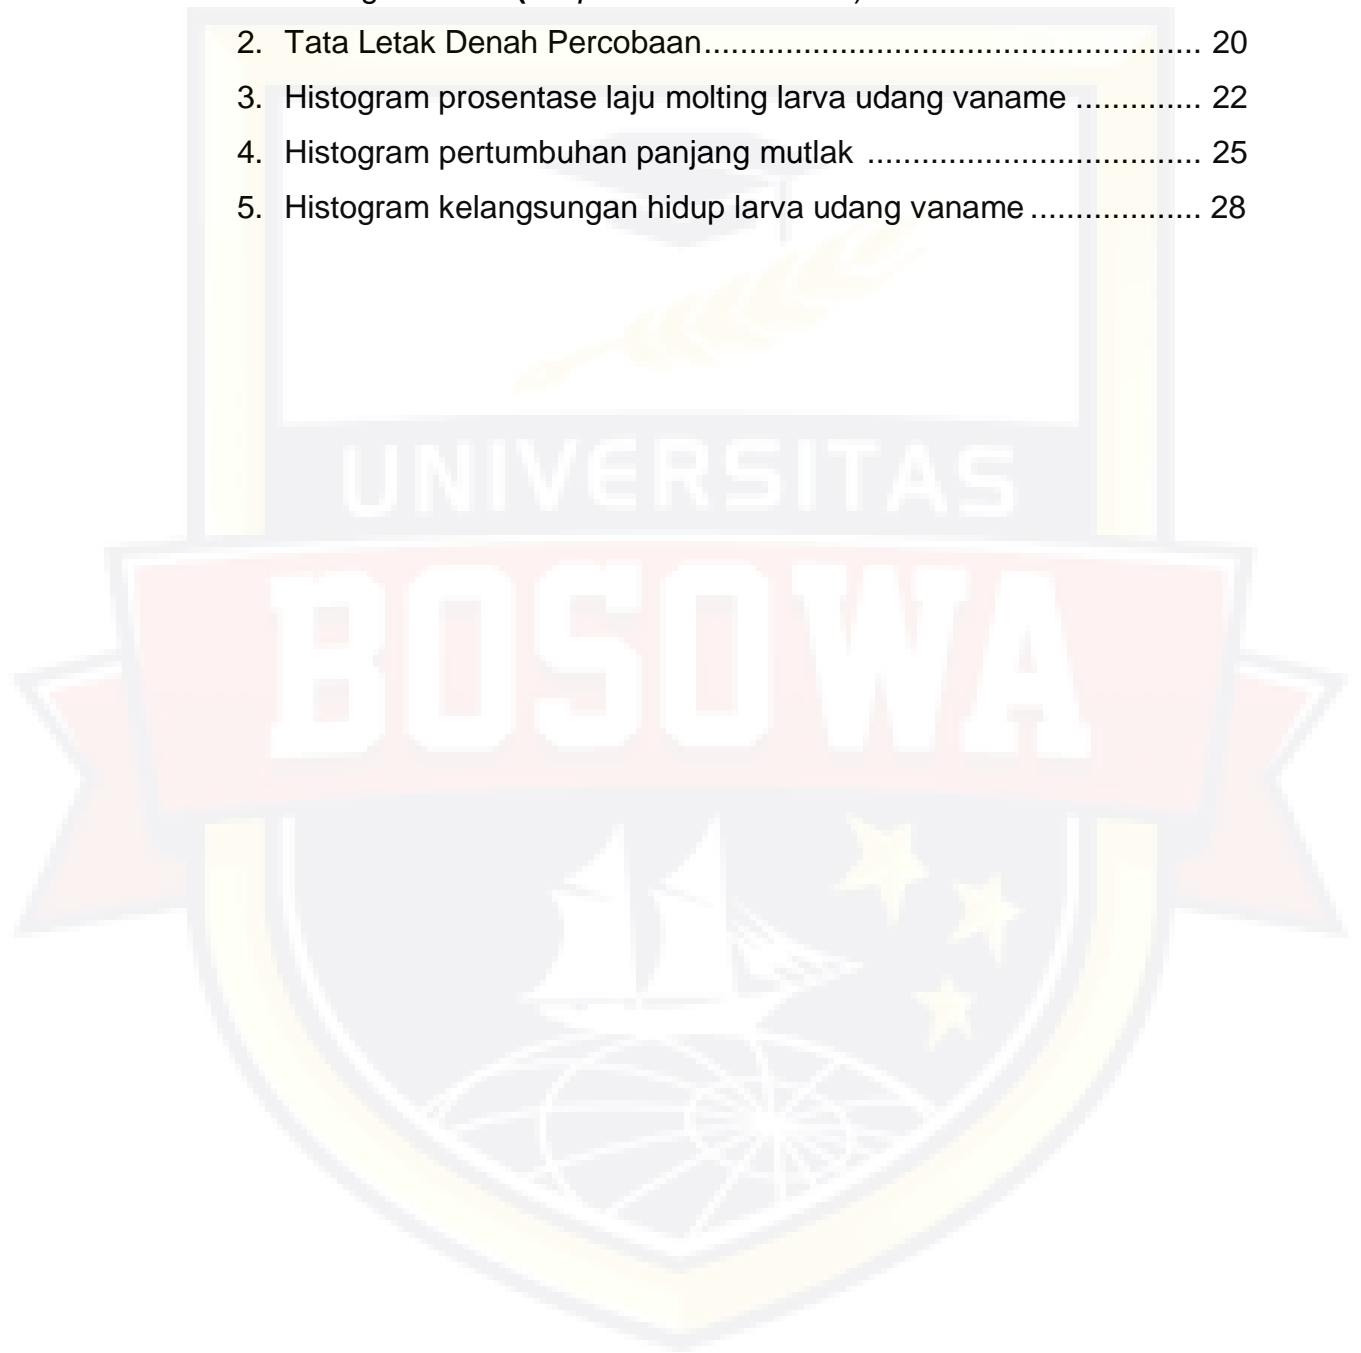 2. Tata Letak Denah Percobaan....................................................... 20
3. Histogram prosentase laju molting larva udang vaname .............. 22
4. Histogram pertumbuhan panjang mutlak ..................................... 25
5. Histogram kelangsungan hidup larva udang vaname................... 28
UNIVERSITAS
BOSOWA